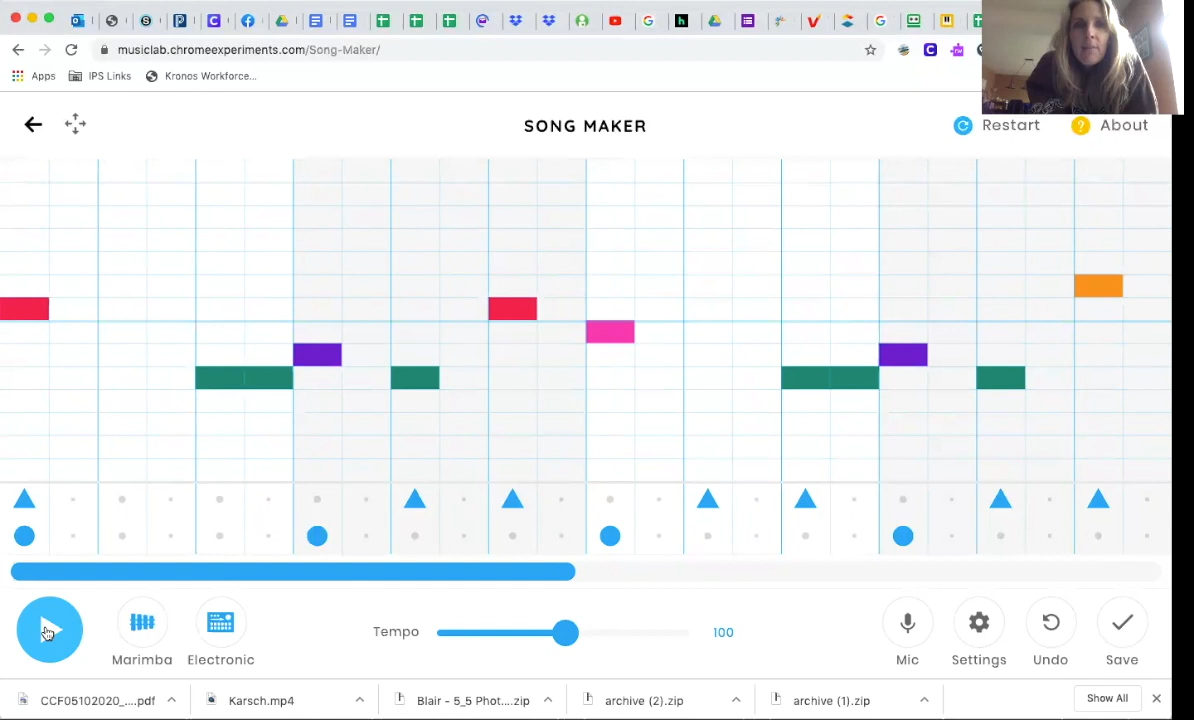 musiclab.chromeexperiments.com/Song-Maker/
Apps IPS Links Kronos Workforce...
SONG MAKER
Restart About
Marimba Electronic Tempo 100 Mic Settings Undo Save
CCF05102020_....pdf Karsch.mp4 Blair - 5_5 Phot....zip archive (2).zip archive (1).zip Show All